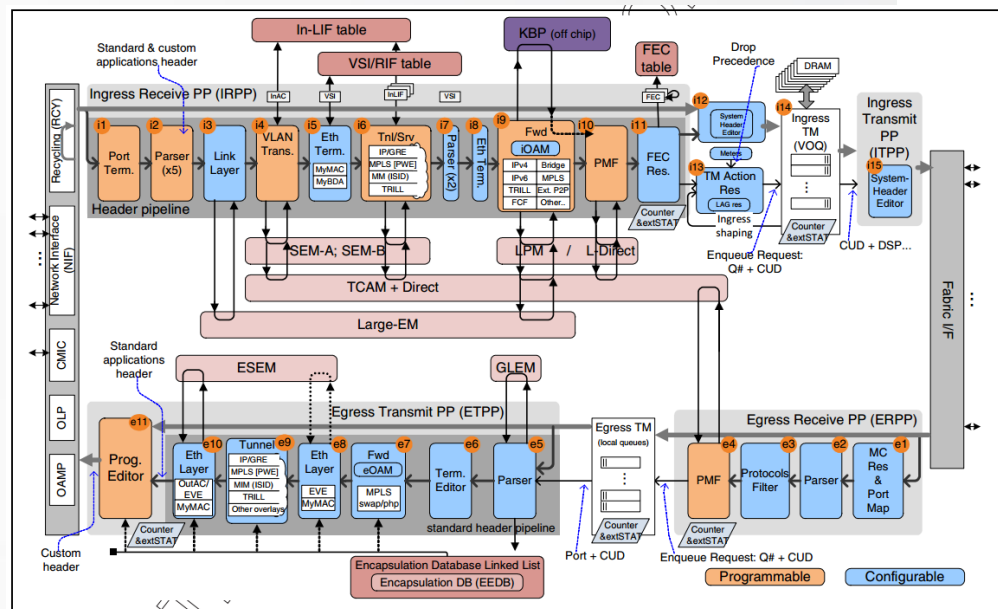 In-LIF table
KBP
(off chip)
FEC
table
Drop
Precedence
DRAM
Standard & custom
applications header
VSI/RIF table
Ingress Receive PP (IRPP)
InAC
VSI
InLIF
VSI
FEC
Ingress
Transmit
PP
(ITPP)
Recycling (RCY)
i1
Port
Term.
i2
Parser
(x5)
i3
Link
Layer
i4
VLAN
Trans.
i5
Eth
Term.
MyMAC
MyBDA
i6
Tnl/Srv
IP/GRE
MPLS [PWE]
MIM (ISID)
TRILL
i7
Parser (x2)
i8
Eth Term.
i9
Fwd
iOAM
IPv4
Bridge
IPv6
MPLS
TRILL
Ext. P2P
FCF
Other..
i10
PMF
i11
FEC
Res.
i12
System
Header
Editor
Meters
i13
TM Action
Res
LAG res
i14
Ingress
TM
(VOQ)
i15
System-
Header
Editor
Header pipeline
Counter
&extSTAT
Ingress
shaping
Counter
&extSTAT
Enqueue Request:
Q# + CUD
CUD + DSP...
Network Interface
(NIF)
SEM-A; SEM-B
LPM / L-Direct
TCAM + Direct
Large-EM
Fabric I/F
CMIC
Standard
applications
header
ESEM
GLEM
OLP
OAMP
Egress Transmit PP (ETPP)
Egress TM
(local queues)
Egress Receive PP (ERPP)
e11
Prog.
Editor
e10
Eth
Layer
OutAC/
EVE
MyMAC
e9
Tunnel
IP/GRE
MPLS [PWE]
MIM (ISID)
TRILL
Other overlays
e8
Eth
Layer
EVE
MyMAC
e7
Fwd
eOAM
MPLS
swap/php
e6
Term.
Editor
e5
Parser
e4
PMF
e3
Protocols
Filter
e2
Parser
e1
MC
Res
&
Port
Map
standard header pipeline
Counter
&extSTAT
Counter
&extSTAT
Counter
&extSTAT
Custom
header
Port + CUD
Enqueue Request: Q# + CUD
Encapsulation Database Linked List
Encapsulation DB (EEDB)
Programmable
Configurable